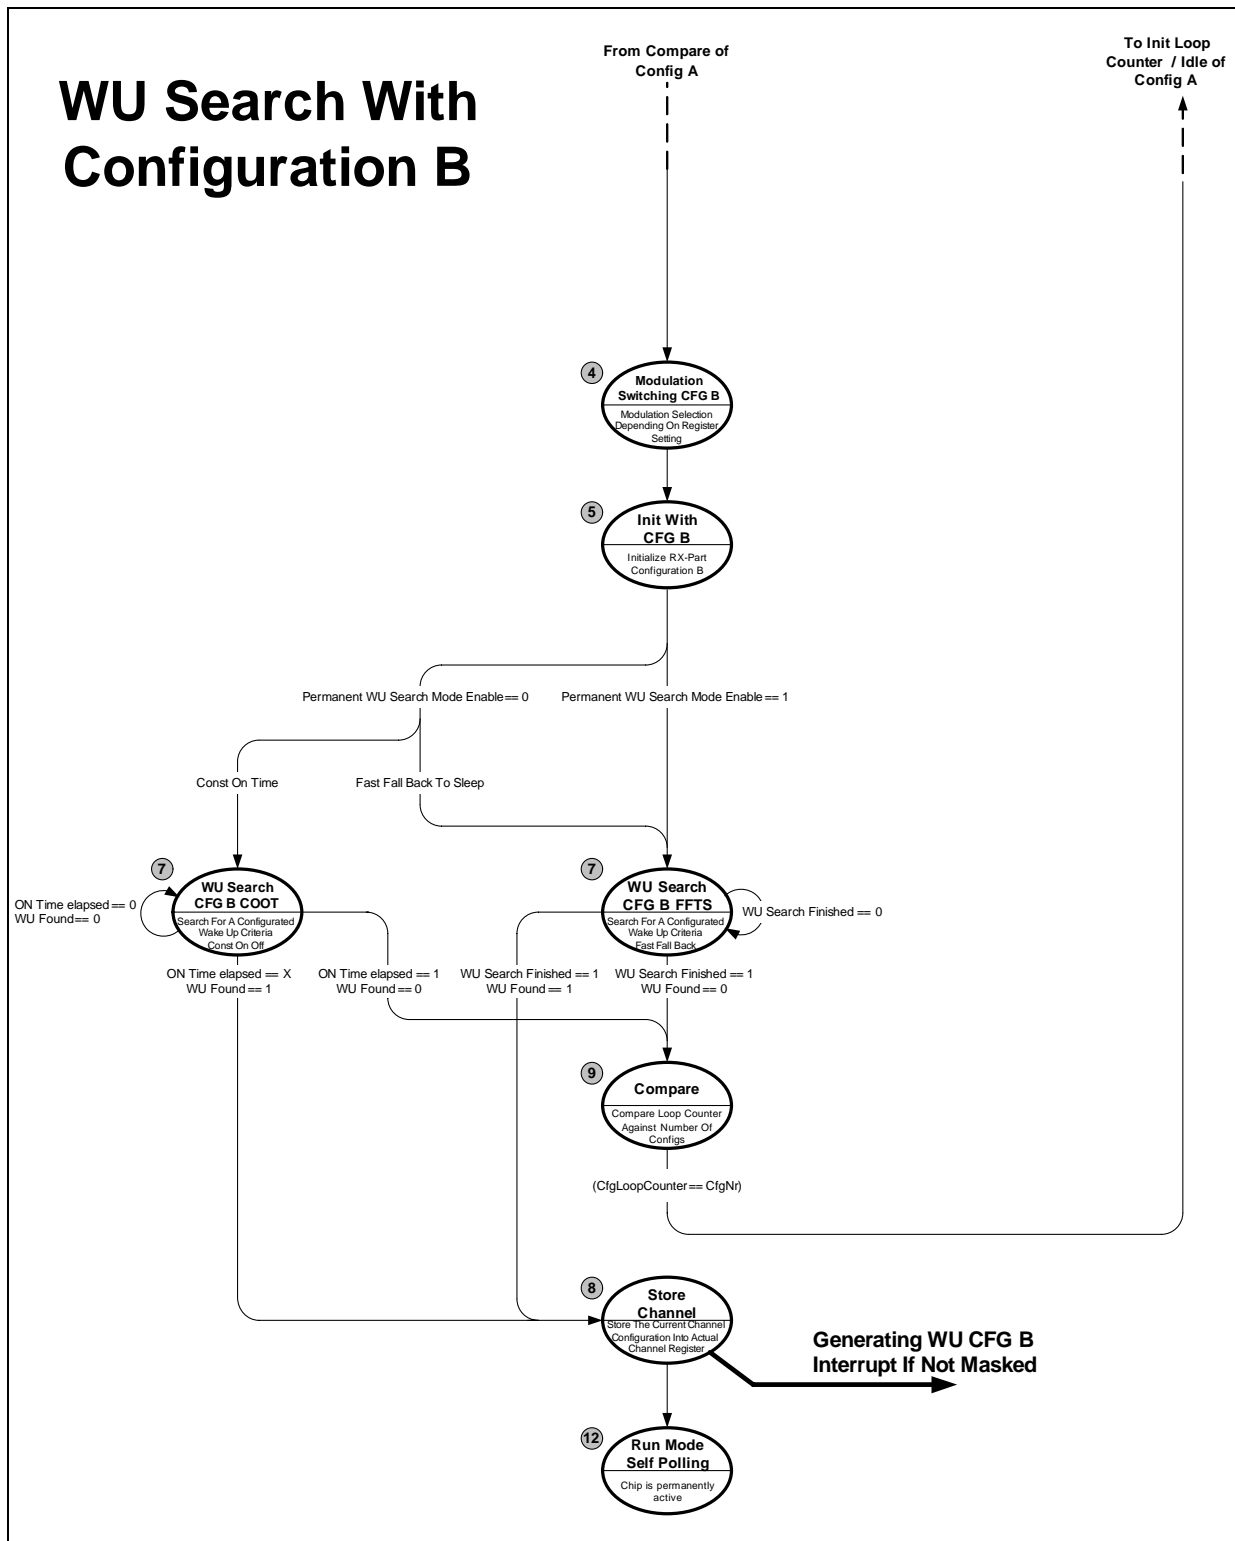 WU Search With
Configuration B
From Compare of
Config A
To Init Loop
Counter / Idle of
Config A
4
Modulation
Switching CFG B
Modulation Selection
Depending On Register
Setting
5
Init With
CFG B
Initialize RX-Part
Configuration B
Permanent WU Search Mode Enable == 0
Permanent WU Search Mode Enable == 1
Const On Time
Fast Fall Back To Sleep
7
WU Search
CFG B COOT
Search For A Configurated
Wake Up Criteria
Const On Off
ON Time elapsed == 0
WU Found == 0
7
WU Search
CFG B FFTS
Search For A Configurated
Wake Up Criteria
Fast Fall Back
WU Search Finished == 0
ON Time elapsed == X
WU Found == 1
ON Time elapsed == 1
WU Found == 0
WU Search Finished == 1
WU Found == 1
WU Search Finished == 1
WU Found == 0
9
Compare
Compare Loop Counter
Against Number Of
Configs
(CfgLoopCounter == CfgNr)
8
Store
Channel
Store The Current Channel
Configuration Into Actual
Channel Register
Generating WU CFG B
Interrupt If Not Masked
12
Run Mode
Self Polling
Chip is permanently
active